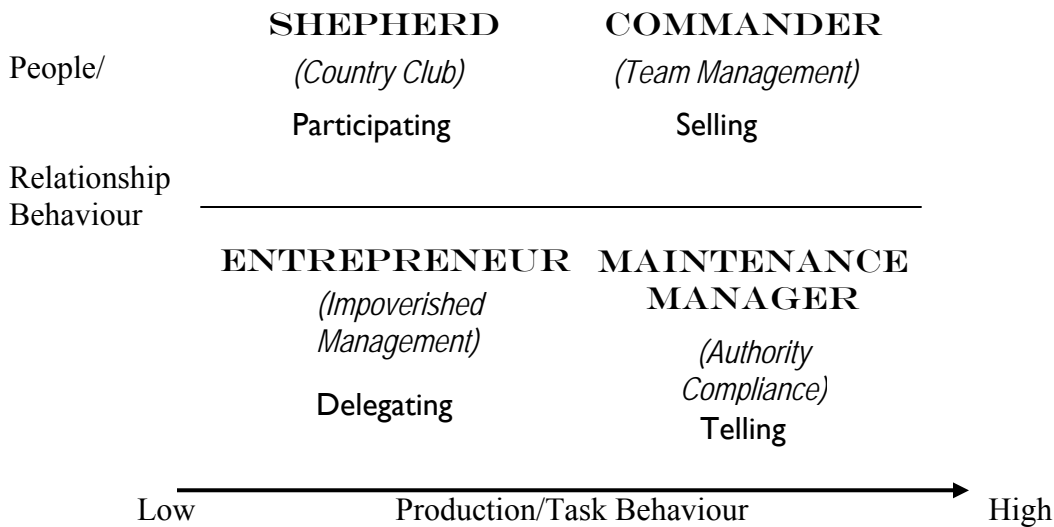 SHEPHERD COMMANDER
People/ (Country Club) (Team Management)
Participating Selling
Relationship
Behaviour
ENTREPRENEUR MAINTENANCE
MANAGER
(Impoverished
Management)
(Authority
Compliance)
Delegating
Telling
Low Production/Task Behaviour High